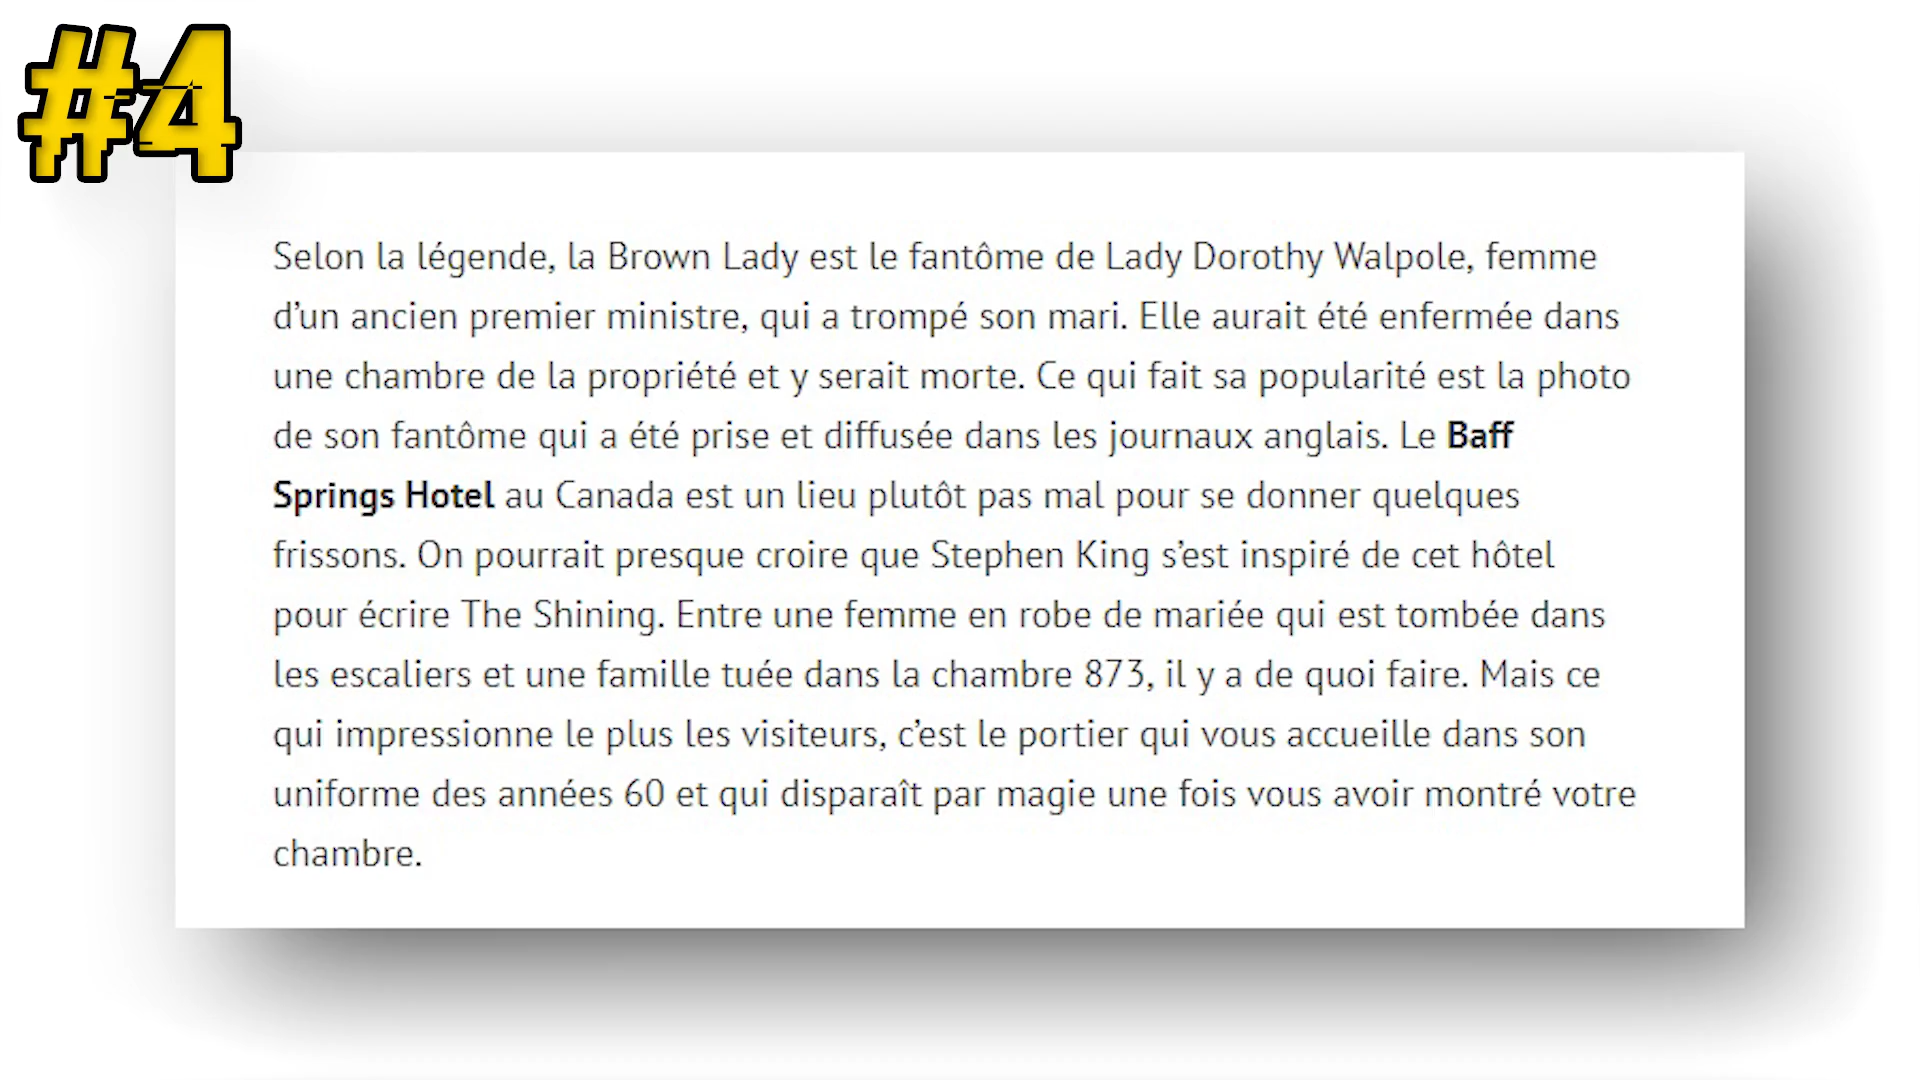 #4
Selon la légende, la Brown Lady est le fantôme de Lady Dorothy Walpole, femme
d’un ancien premier ministre, qui a trompé son mari. Elle aurait été enfermée dans
une chambre de la propriété et y serait morte. Ce qui fait sa popularité est la photo
de son fantôme qui a été prise et diffusée dans les journaux anglais. Le Baff
Springs Hotel au Canada est un lieu plutôt pas mal pour se donner quelques
frissons. On pourrait presque croire que Stephen King s’est inspiré de cet hôtel
pour écrire The Shining. Entre une femme en robe de mariée qui est tombée dans
les escaliers et une famille tuée dans la chambre 873, il y a de quoi faire. Mais ce
qui impressionne le plus les visiteurs, c’est le portier qui vous accueille dans son
uniforme des années 60 et qui disparaît par magie une fois vous avoir montré votre
chambre.